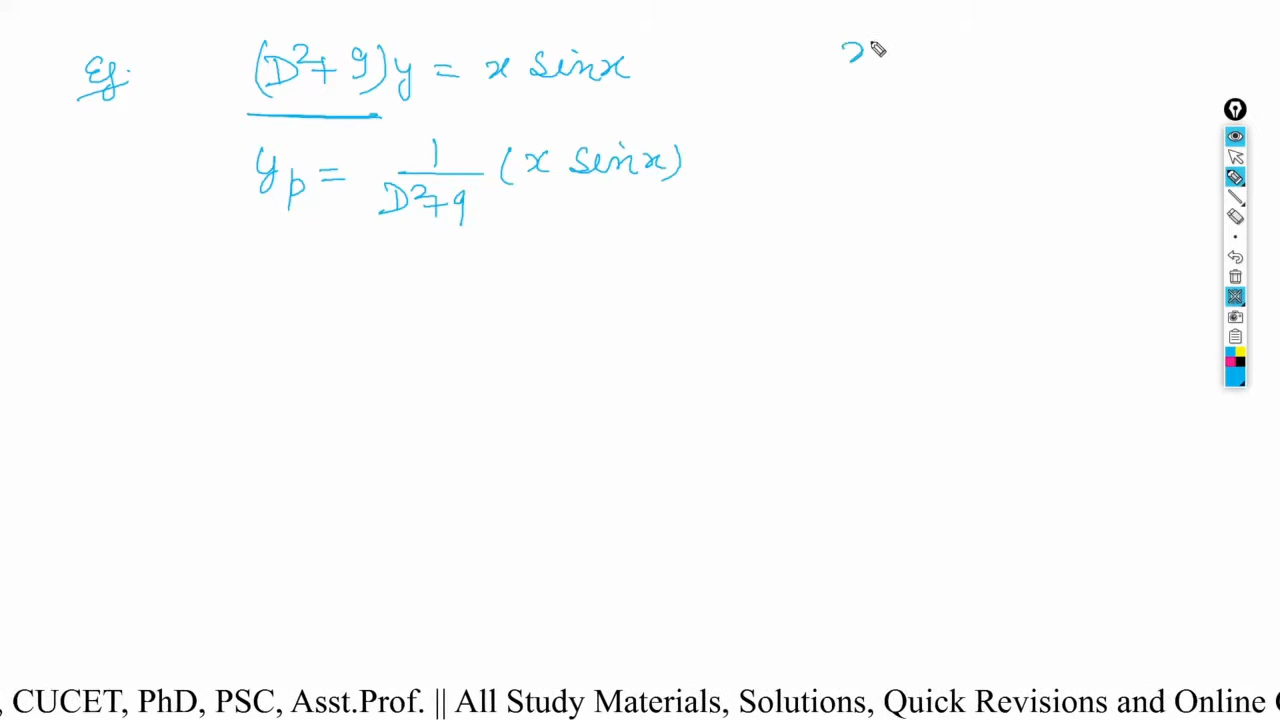 Eg. (D²+9)y = x sinx
y_p = 1/(D²+9) (x sinx)
, CUCET, PhD, PSC, Asst.Prof. || All Study Materials, Solutions, Quick Revisions and Online